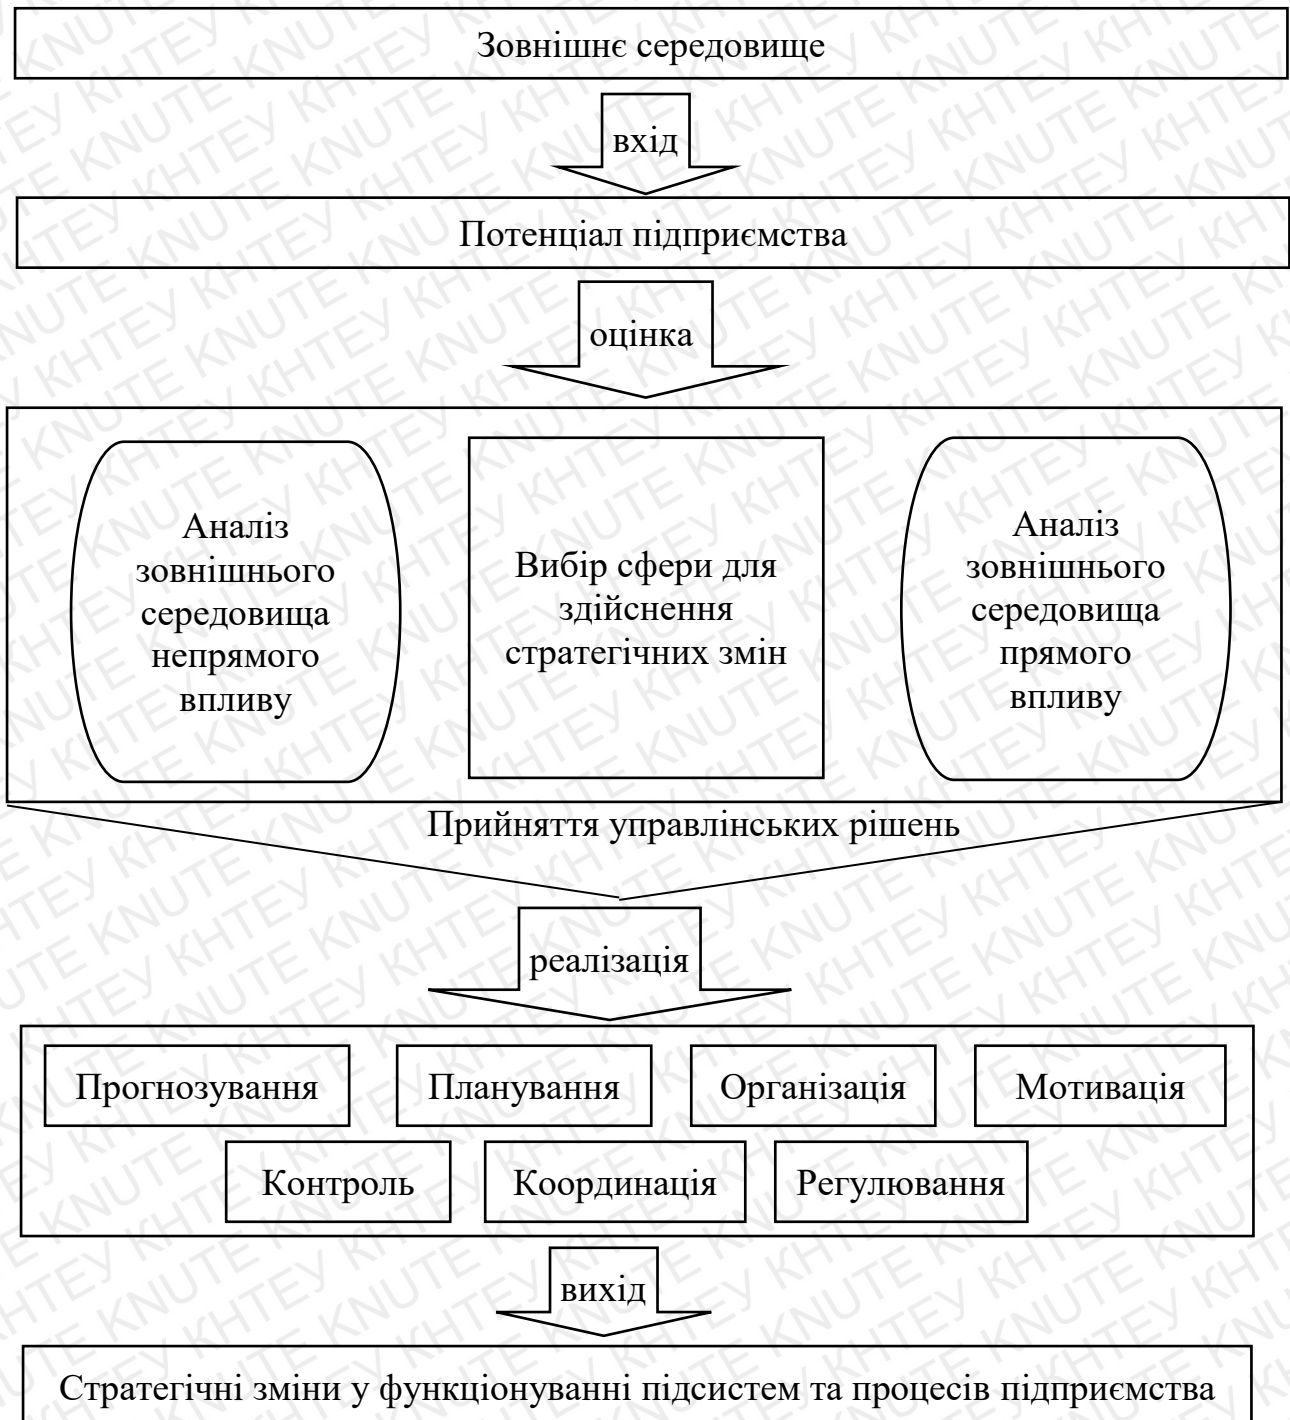 Зовнішнє середовище
вхід
Потенціал підприємства
оцінка
Аналіз
зовнішнього
середовища
непрямого
впливу
Вибір сфери для
здійснення
стратегічних змін
Аналіз
зовнішнього
середовища
прямого
впливу
Прийняття управлінських рішень
реалізація
Прогнозування
Планування
Організація
Мотивація
Контроль
Координація
Регулювання
вихід
Стратегічні зміни у функціонуванні підсистем та процесів підприємства